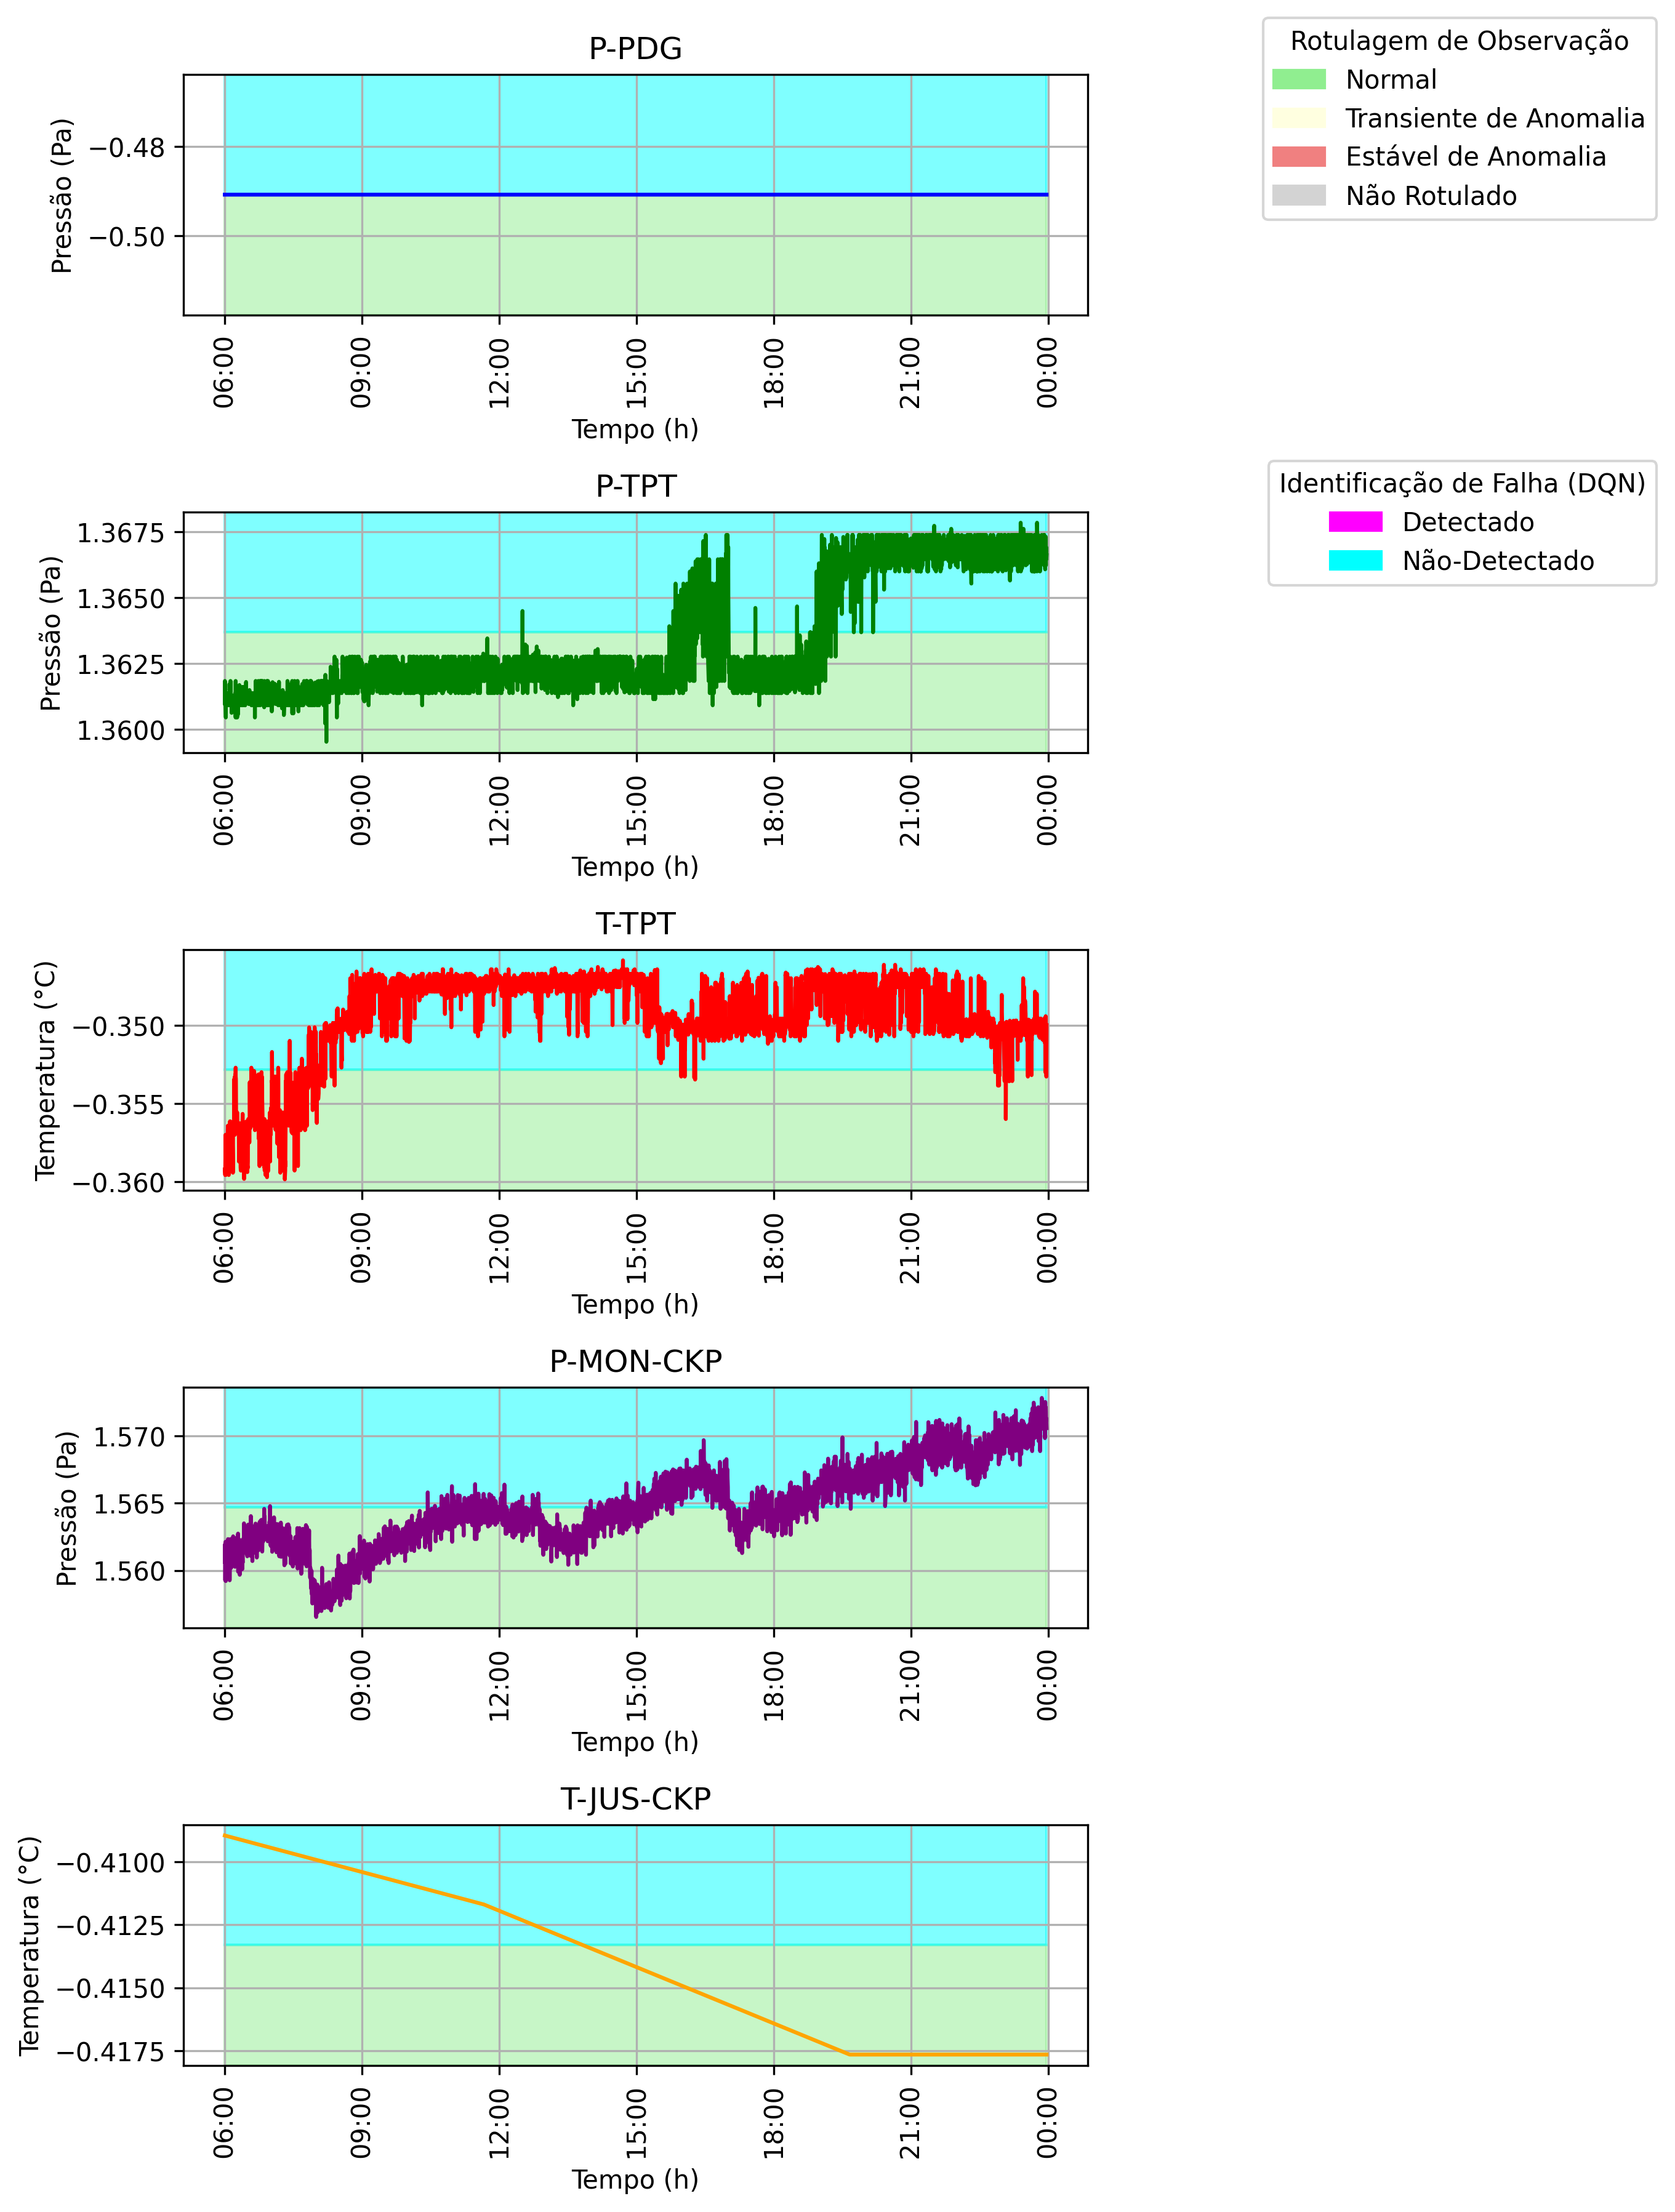 P-PDG
Pressão (Pa)
−0.48
−0.50
06:00
09:00
12:00
15:00
18:00
21:00
00:00
Tempo (h)
Rotulagem de Observação
Normal
Transiente de Anomalia
Estável de Anomalia
Não Rotulado
P-TPT
Pressão (Pa)
1.3675
1.3650
1.3625
1.3600
06:00
09:00
12:00
15:00
18:00
21:00
00:00
Tempo (h)
Identificação de Falha (DQN)
Detectado
Não-Detectado
T-TPT
Temperatura (°C)
−0.350
−0.355
−0.360
06:00
09:00
12:00
15:00
18:00
21:00
00:00
Tempo (h)
P-MON-CKP
Pressão (Pa)
1.570
1.565
1.560
06:00
09:00
12:00
15:00
18:00
21:00
00:00
Tempo (h)
T-JUS-CKP
Temperatura (°C)
−0.4100
−0.4125
−0.4150
−0.4175
06:00
09:00
12:00
15:00
18:00
21:00
00:00
Tempo (h)